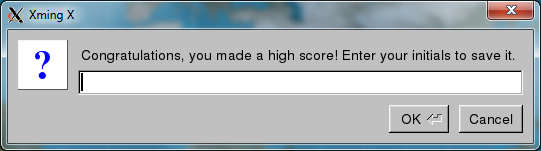 Xming X
?
Congratulations, you made a high score! Enter your initials to save it.
OK
Cancel